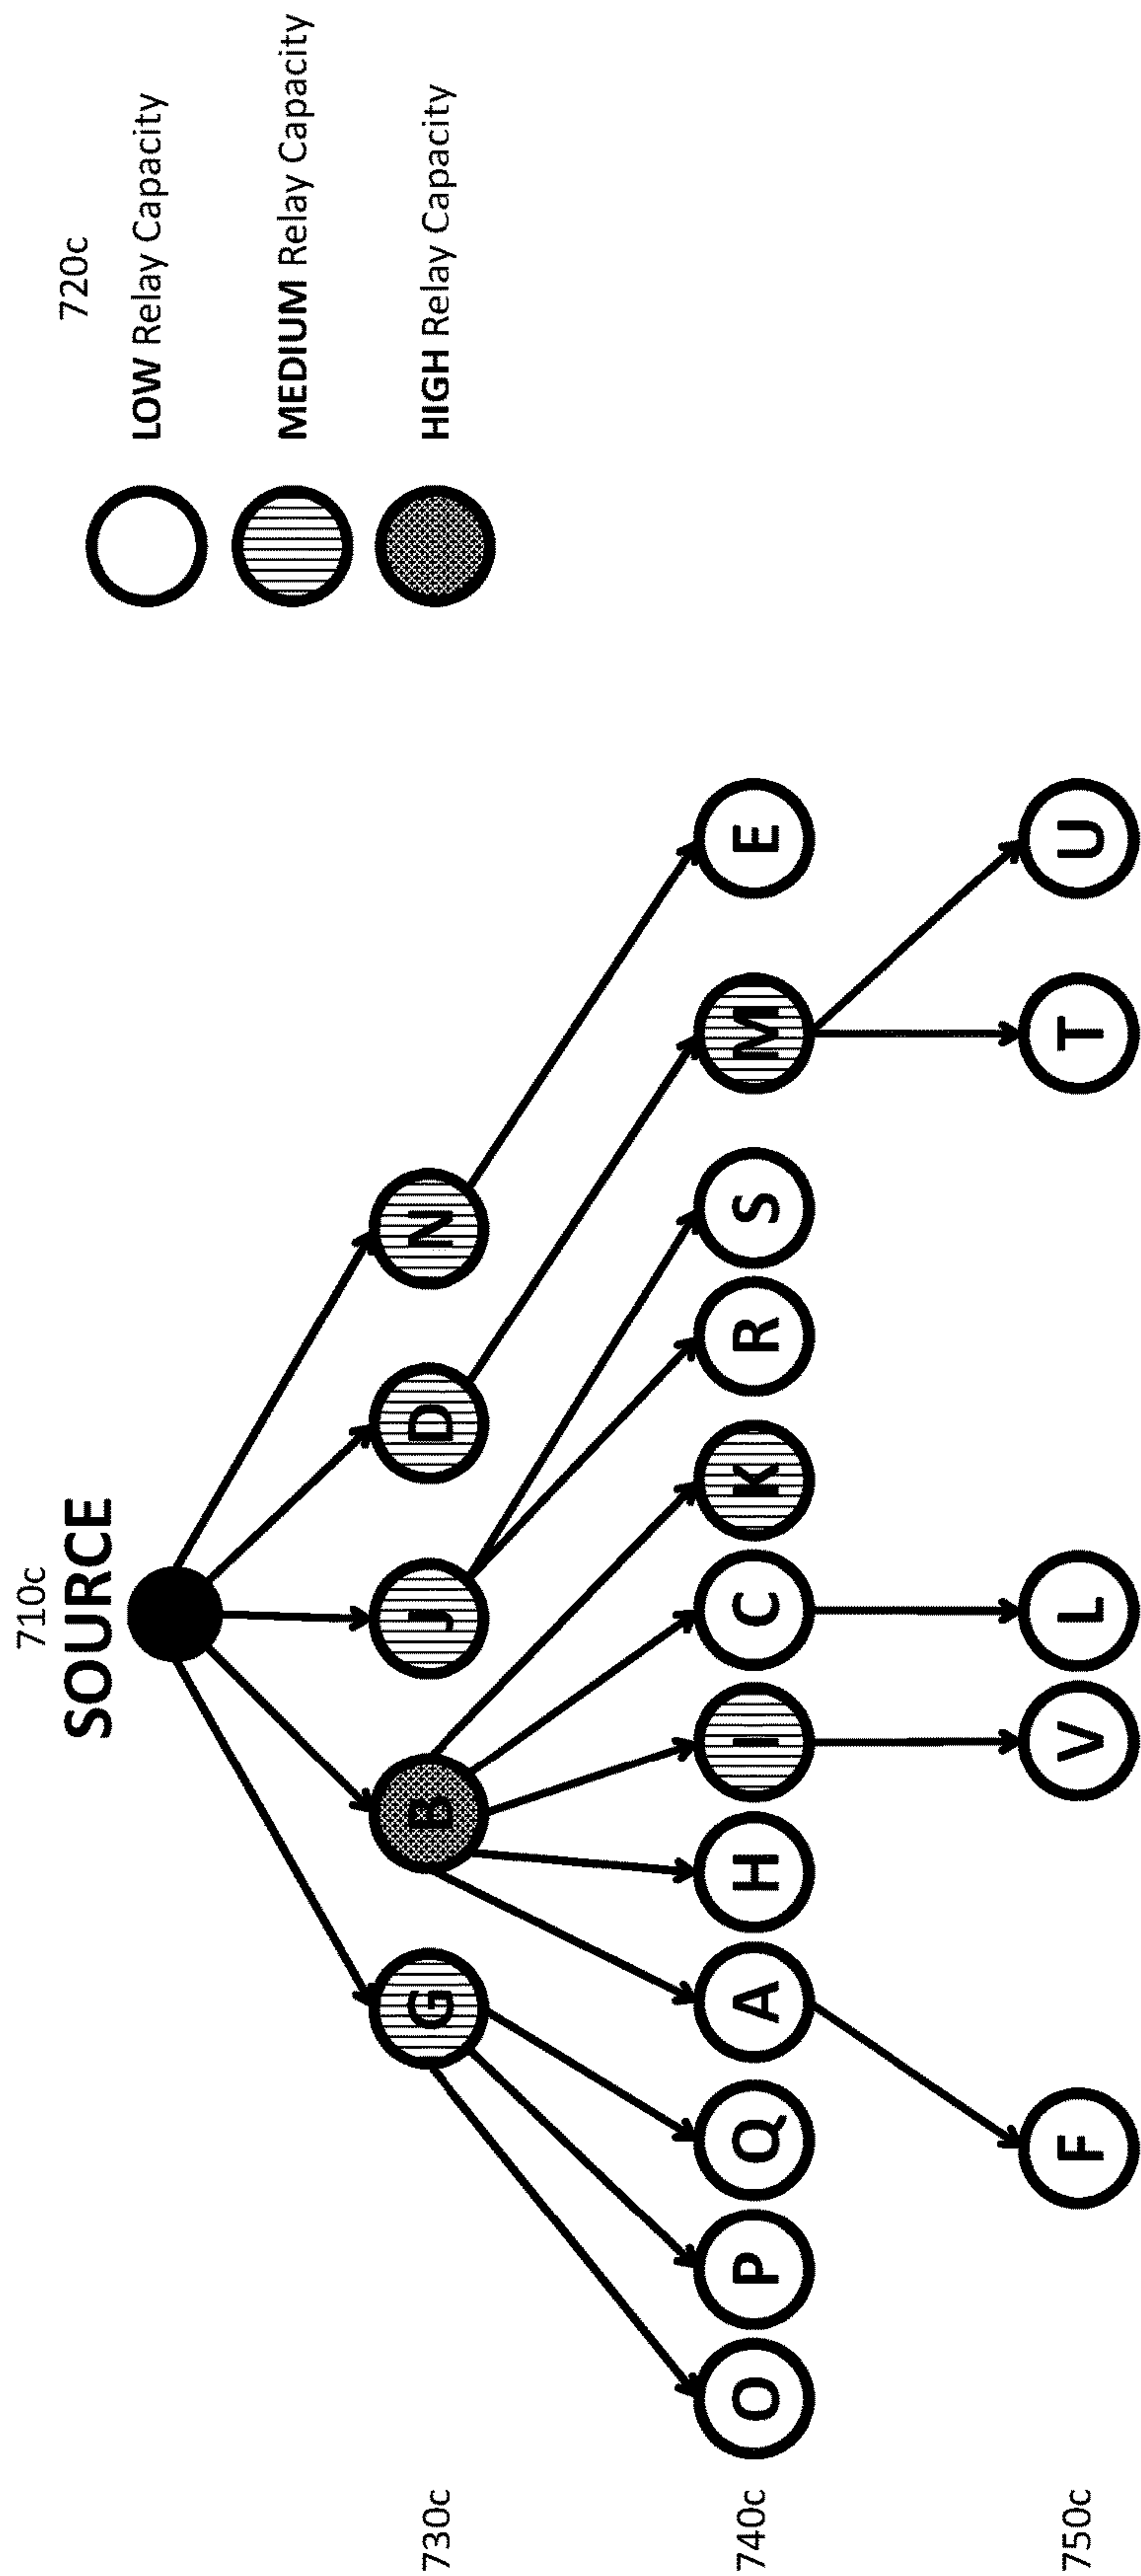 710c
SOURCE
720c
LOW Relay Capacity
MEDIUM Relay Capacity
HIGH Relay Capacity
730c
G B J D N
740c
O P Q A H I C K R S M E
750c
F V L T U